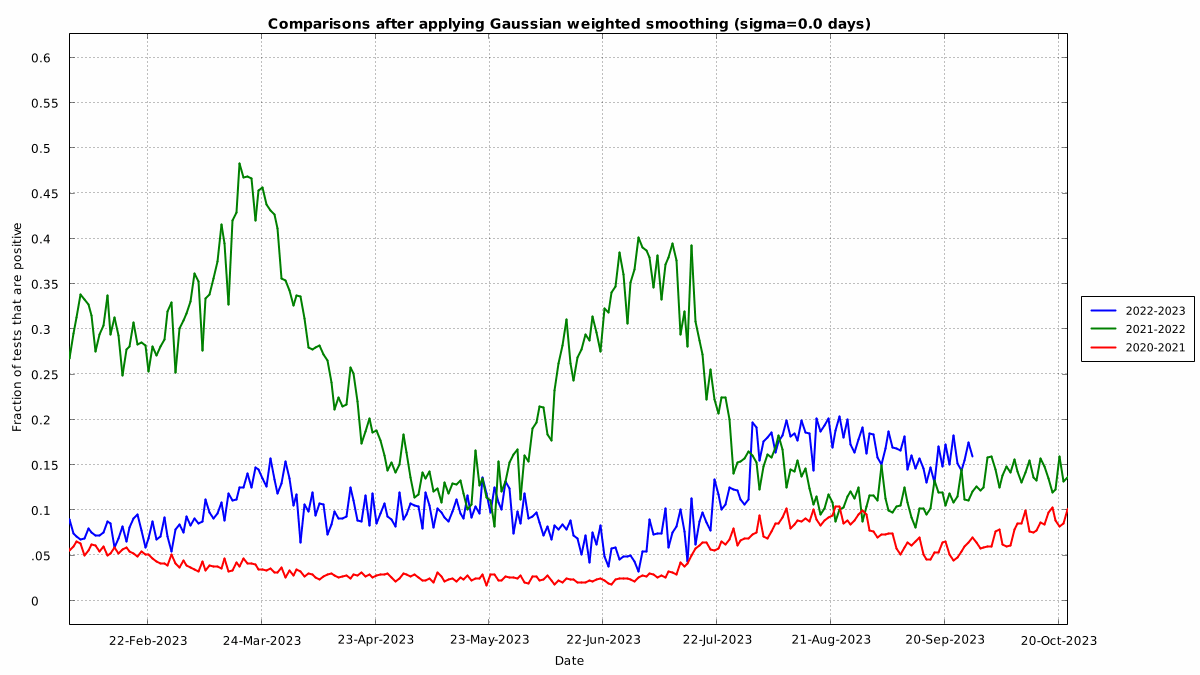 Comparisons after applying Gaussian weighted smoothing (sigma=0.0 days)
0.6
0.55
0.5
0.45
0.4
0.35
0.3
0.25
0.2
0.15
0.1
.05
0
Fraction of tests that are positive
22-Feb-2023
24-Mar-2023
23-Apr-2023
23-May-2023
22-Jun-2023
22-Jul-2023
21-Aug-2023
20-Sep-2023
20-Oct-2023
Date
2022-2023
2021-2022
2020-2021